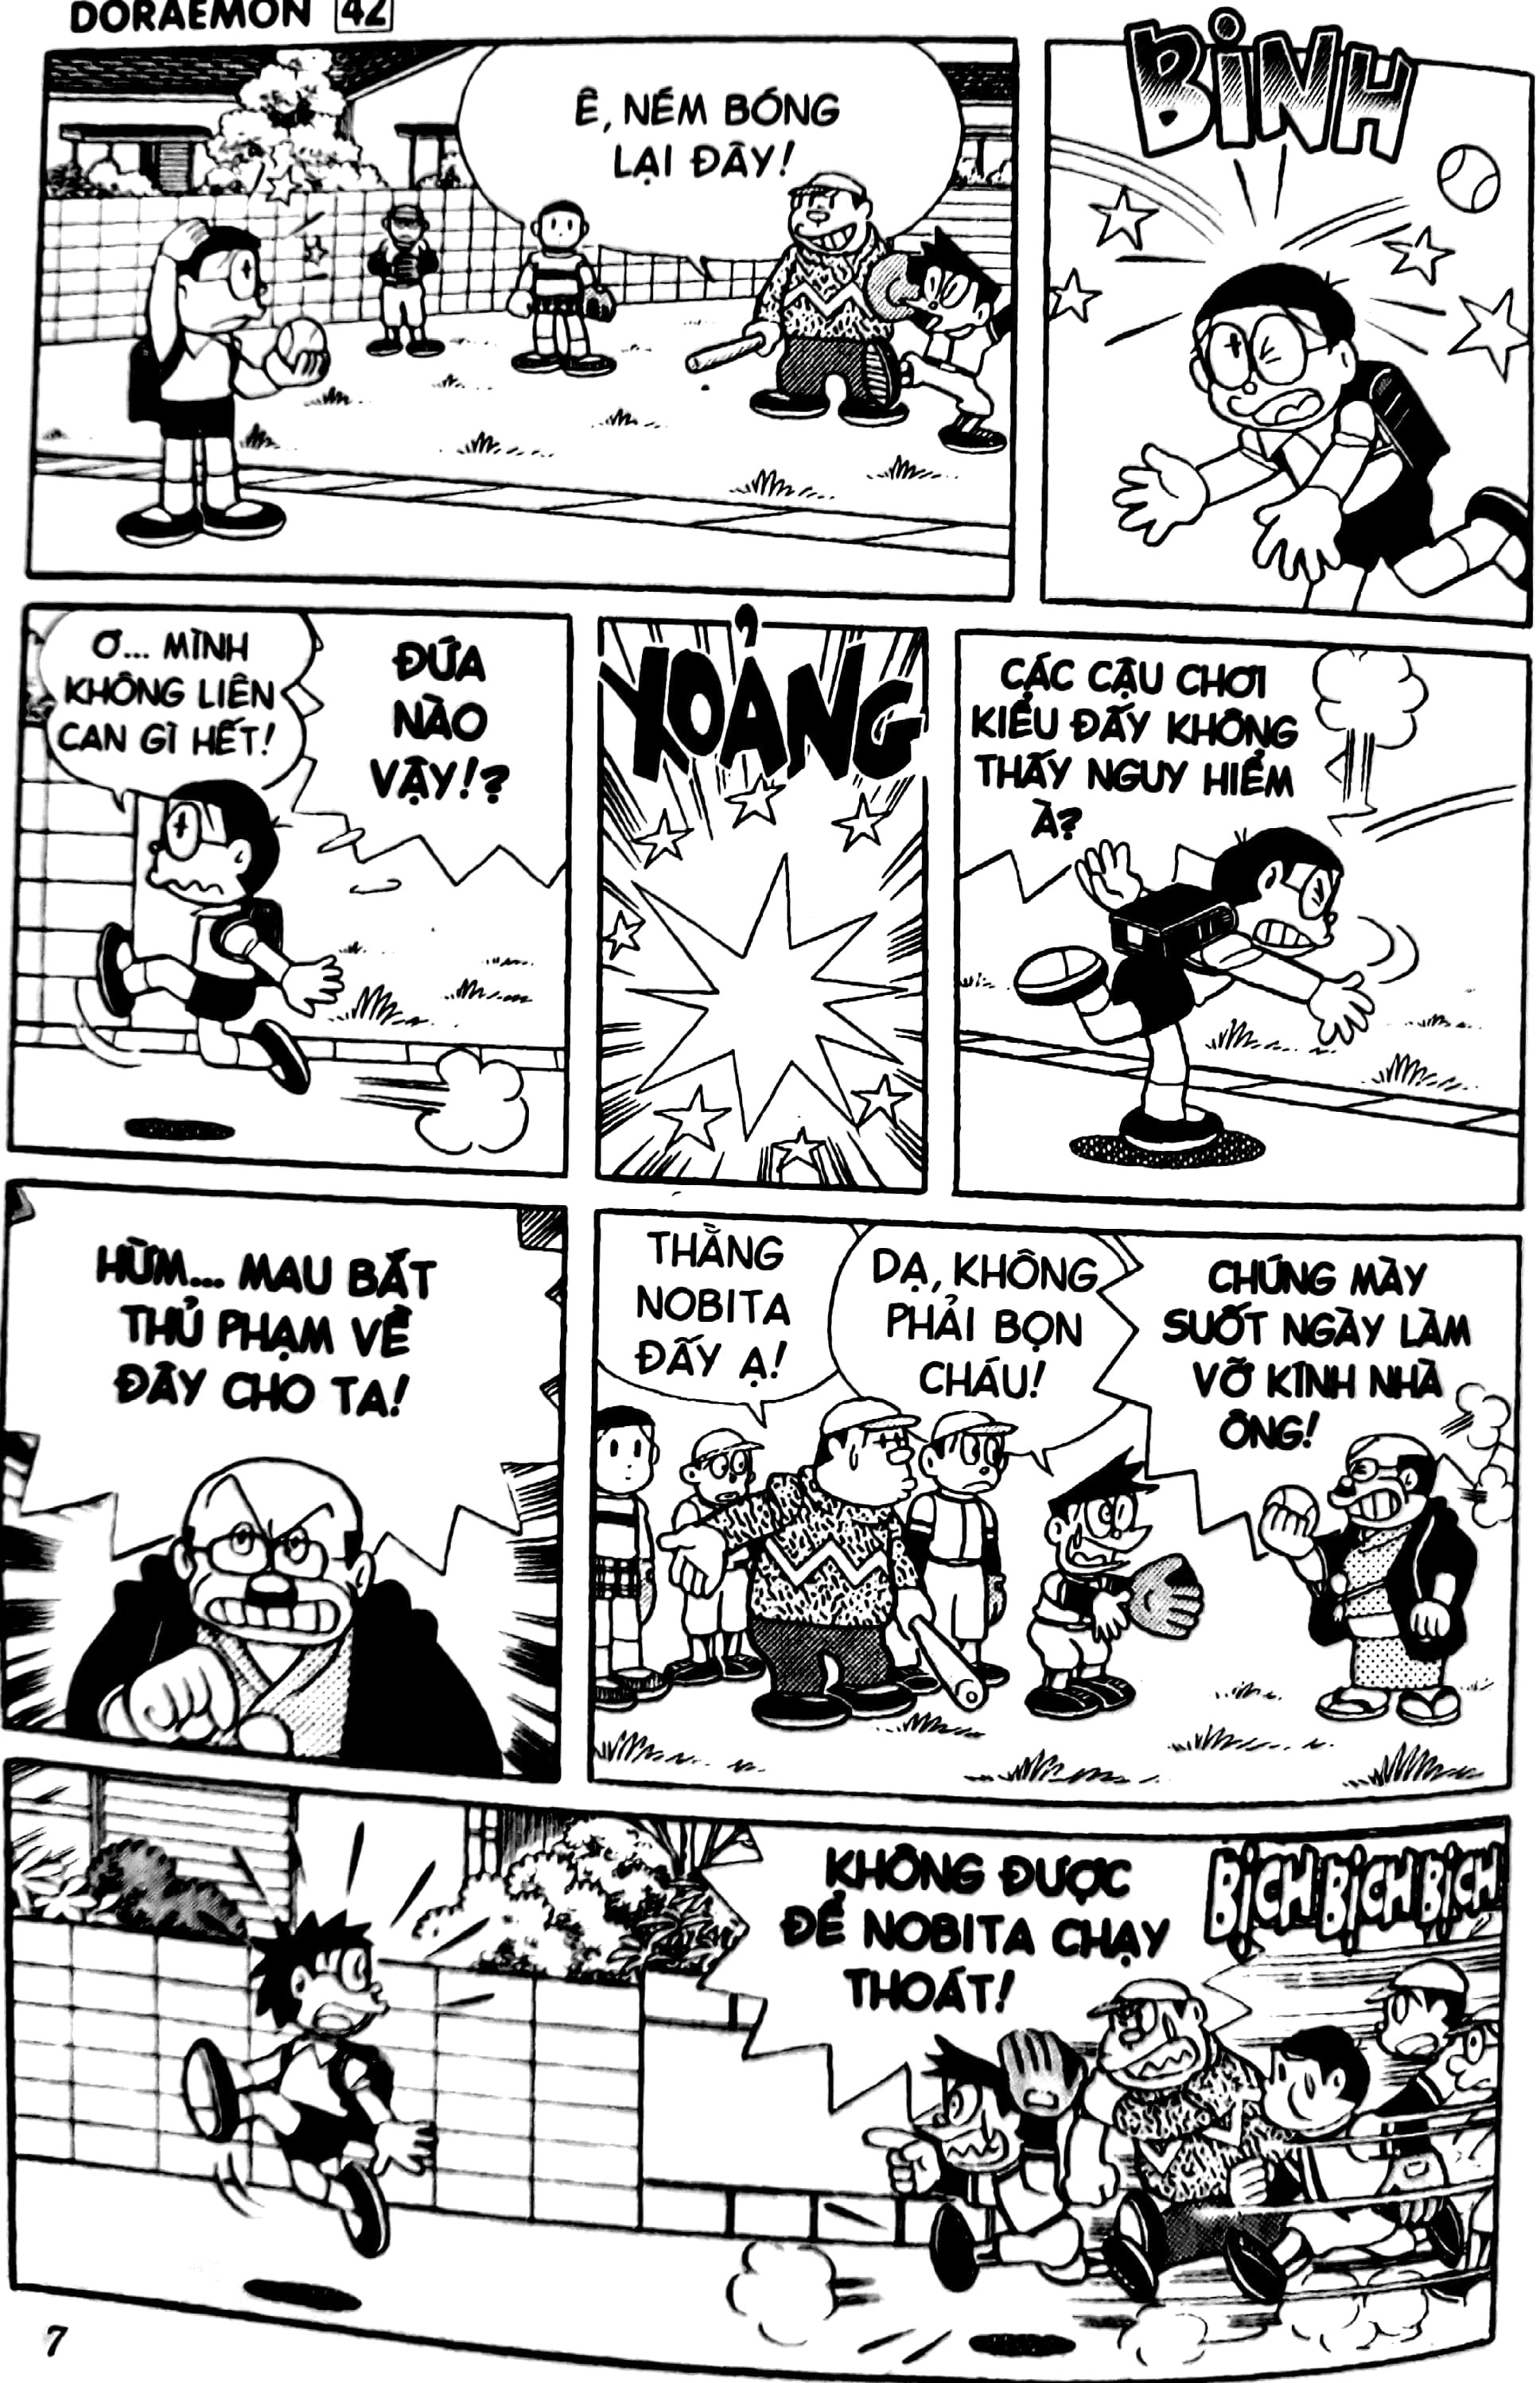 DORAEMON 42
BINH
Ê, NÉM BÓNG
LẠI ĐÂY!
CÁC CẬU CHƠI
KIỂU ĐẤY KHÔNG
THẤY NGUY HIỂM
À?
XOẢNG
ĐỨA
NÀO
VẬY!?
Ơ... MÌNH
KHÔNG LIÊN
CAN GÌ HẾT!
CHÚNG MÀY
SUỐT NGÀY LÀM
VỠ KÍNH NHÀ
ÔNG!
DẠ, KHÔNG
PHẢI BỌN
CHÁU!
THẰNG
NOBITA
ĐẤY Ạ!
HỪM... MAU BẮT
THỦ PHẠM VỀ
ĐÂY CHO TA!
BỊCH BỊCH BỊCH
KHÔNG ĐƯỢC
ĐỂ NOBITA CHẠY
THOÁT!
7